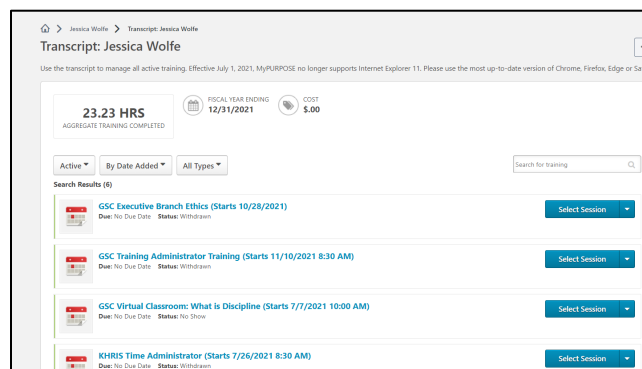 Jessica Wolfe > Transcript: Jessica Wolfe
Transcript: Jessica Wolfe
Use the transcript to manage all active training. Effective July 1, 2021, MyPURPOSE no longer supports Internet Explorer 11. Please use the most up-to-date version of Chrome, Firefox, Edge or Sa
23.23 HRS
AGGREGATE TRAINING COMPLETED
FISCAL YEAR ENDING
12/31/2021
COST
$.00
Active
By Date Added
All Types
Search for training
Search Results (6)
GSC Executive Branch Ethics (Starts 10/28/2021)
Due: No Due Date Status: Withdrawn
Select Session
GSC Training Administrator Training (Starts 11/10/2021 8:30 AM)
Due: No Due Date Status: Withdrawn
Select Session
GSC Virtual Classroom: What is Discipline (Starts 7/7/2021 10:00 AM)
Due: No Due Date Status: No Show
Select Session
KHRIS Time Administrator (Starts 7/26/2021 8:30 AM)
Due: No Due Date Status: Withdrawn
Select Session